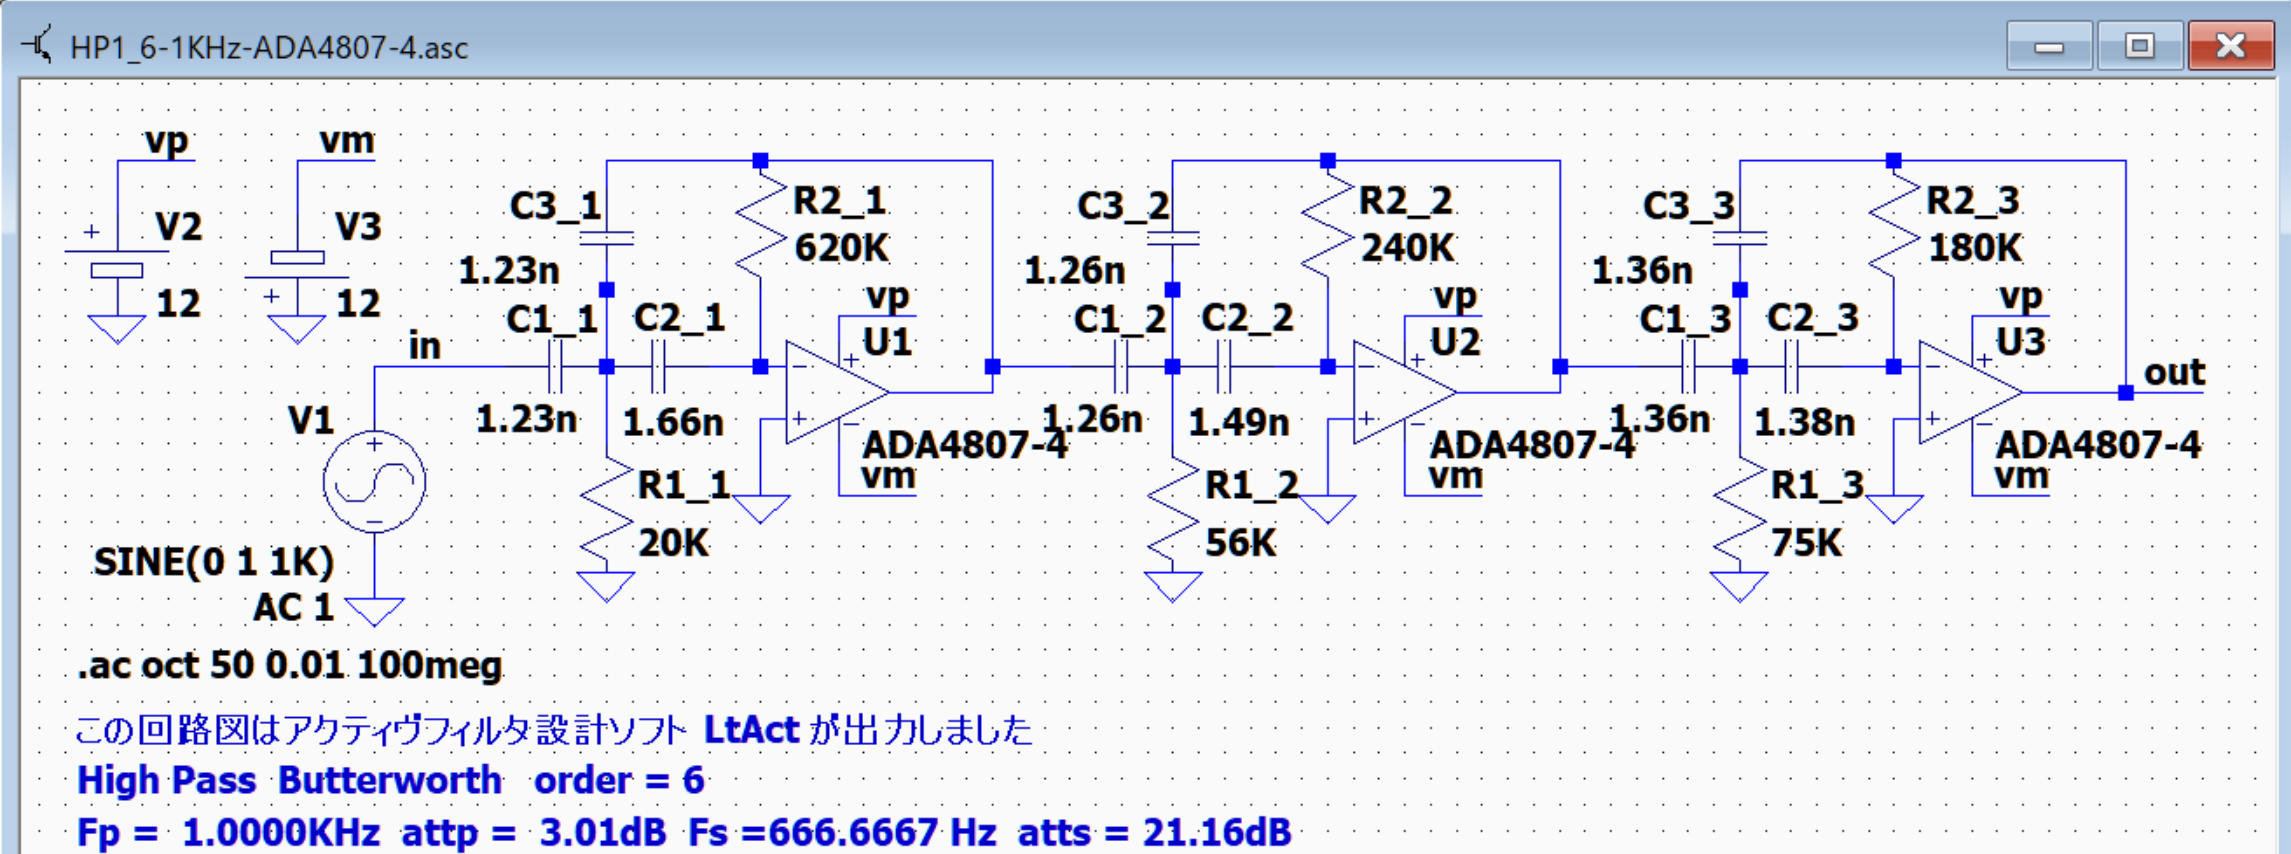 HP1_6-1KHz-ADA4807-4.asc
vp
vm
V2
12
V3
12
in
V1
SINE(0 1 1K)
AC 1
C3_1
1.23n
C1_1
1.23n
C2_1
1.66n
R2_1
620K
R1_1
20K
vp
U1
ADA4807-4
vm
C3_2
1.26n
C1_2
1.26n
C2_2
1.49n
R2_2
240K
R1_2
56K
vp
U2
ADA4807-4
vm
C3_3
1.36n
C1_3
1.36n
C2_3
1.38n
R2_3
180K
R1_3
75K
vp
U3
ADA4807-4
vm
out
.ac oct 50 0.01 100meg
この回路図はアクティヴフィルタ設計ソフト LtAct が出力しました
High Pass Butterworth order = 6
Fp = 1.0000KHz attp = 3.01dB Fs =666.6667 Hz atts = 21.16dB